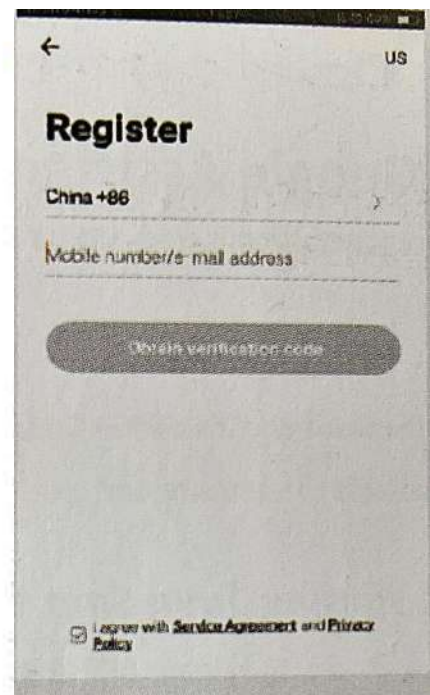 US
Register
China +86
Mobile number/e-mail address
Obtain verification code
I agree with Service Agreement and Privacy
Policy